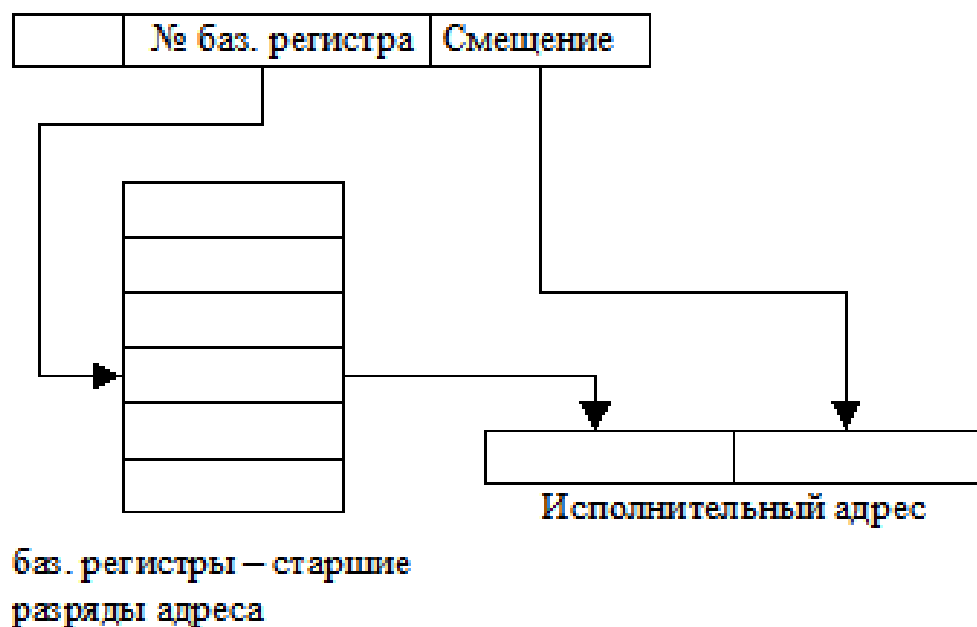 № баз. регистра
Смещение
Исполнительный адрес
баз. регистры – старшие
разряды адреса